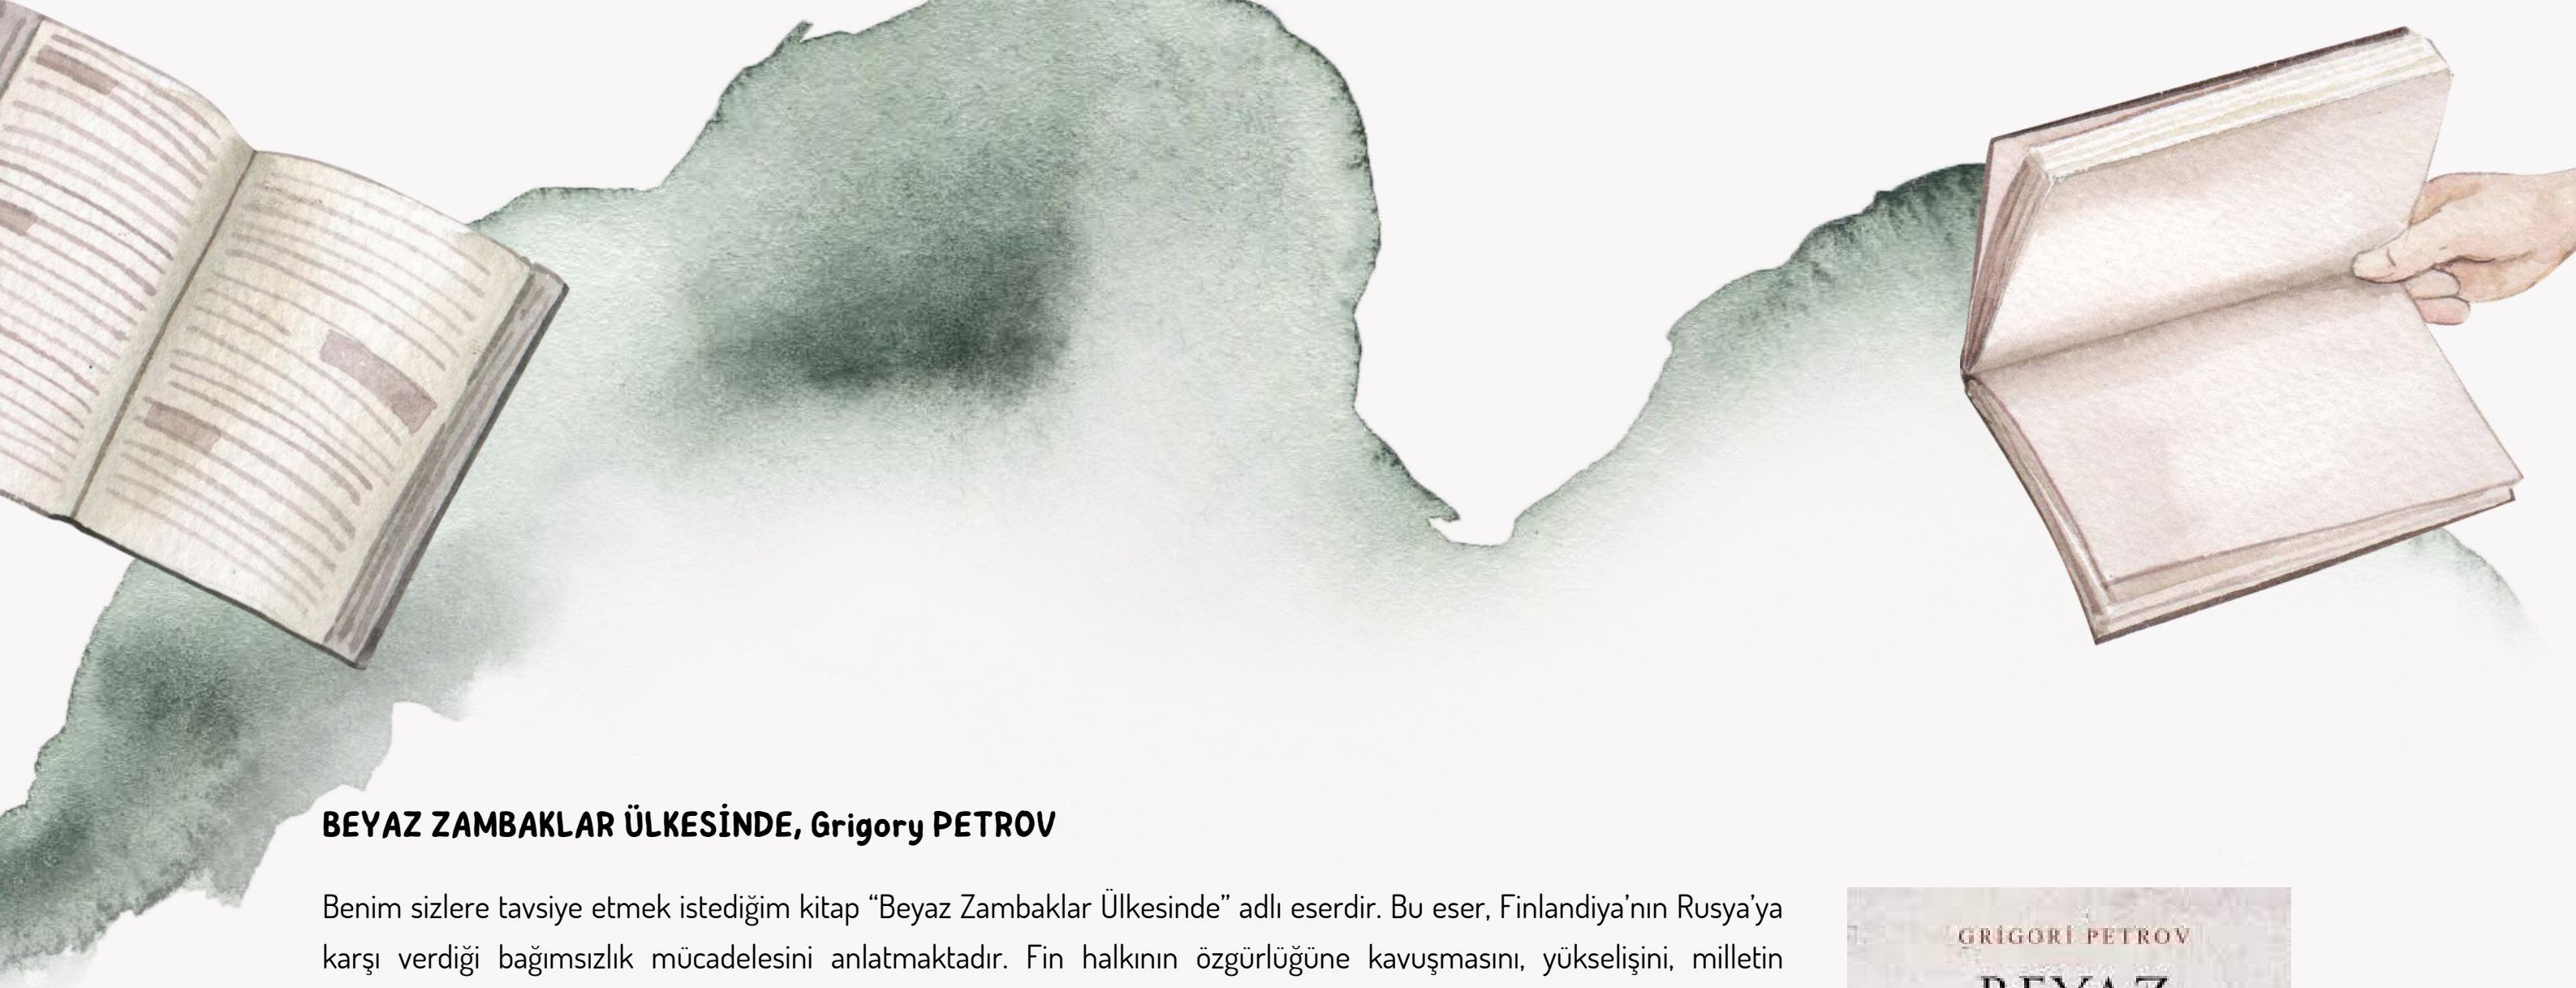 BEYAZ ZAMBAKLAR ÜLKESİNDE, Grigory PETROV
Benim sizlere tavsiye etmek istediğim kitap “Beyaz Zambaklar Ülkesinde” adlı eserdir. Bu eser, Finlandiya’nın Rusya’ya
karşı verdiği bağımsızlık mücadelesini anlatmaktadır. Fin halkının özgürlüğüne kavuşmasını, yükselişini, milletin
GRİGORİ PETROV
BEYAZ